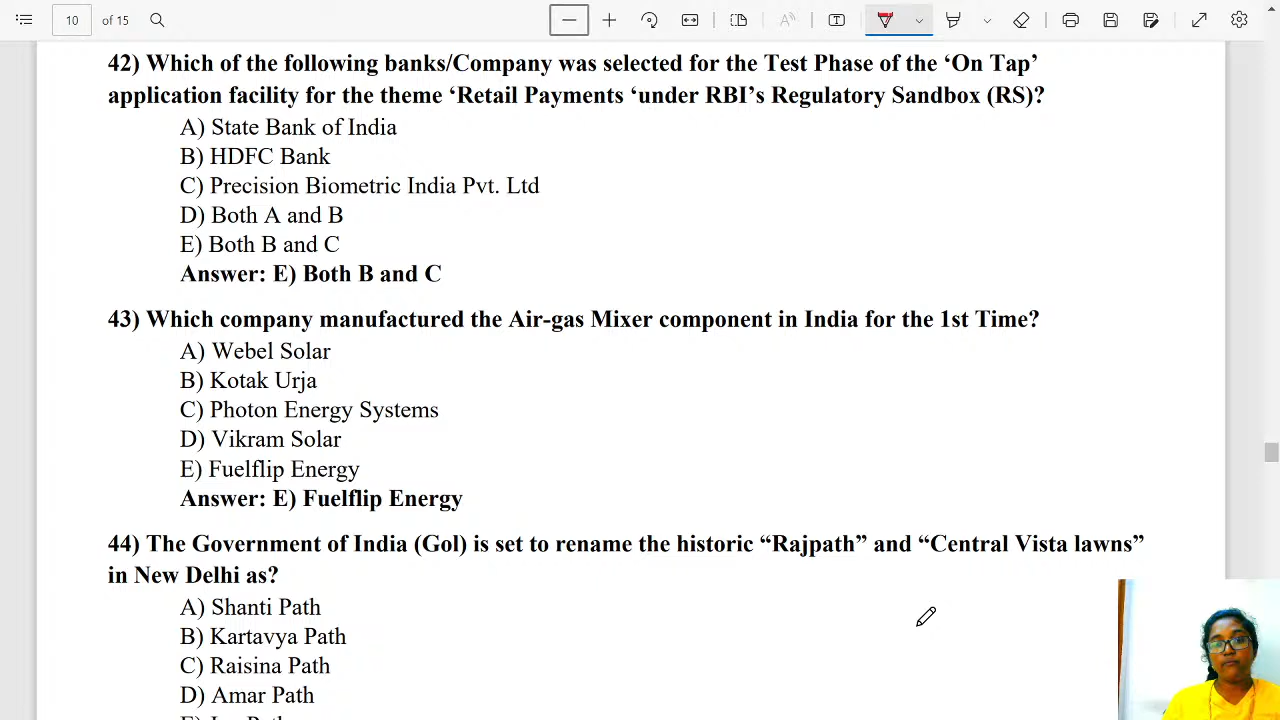 10 of 15
42) Which of the following banks/Company was selected for the Test Phase of the ‘On Tap’
application facility for the theme ‘Retail Payments ‘under RBI’s Regulatory Sandbox (RS)?
A) State Bank of India
B) HDFC Bank
C) Precision Biometric India Pvt. Ltd
D) Both A and B
E) Both B and C
Answer: E) Both B and C
43) Which company manufactured the Air-gas Mixer component in India for the 1st Time?
A) Webel Solar
B) Kotak Urja
C) Photon Energy Systems
D) Vikram Solar
E) Fuelflip Energy
Answer: E) Fuelflip Energy
44) The Government of India (Gol) is set to rename the historic “Rajpath” and “Central Vista lawns”
in New Delhi as?
A) Shanti Path
B) Kartavya Path
C) Raisina Path
D) Amar Path